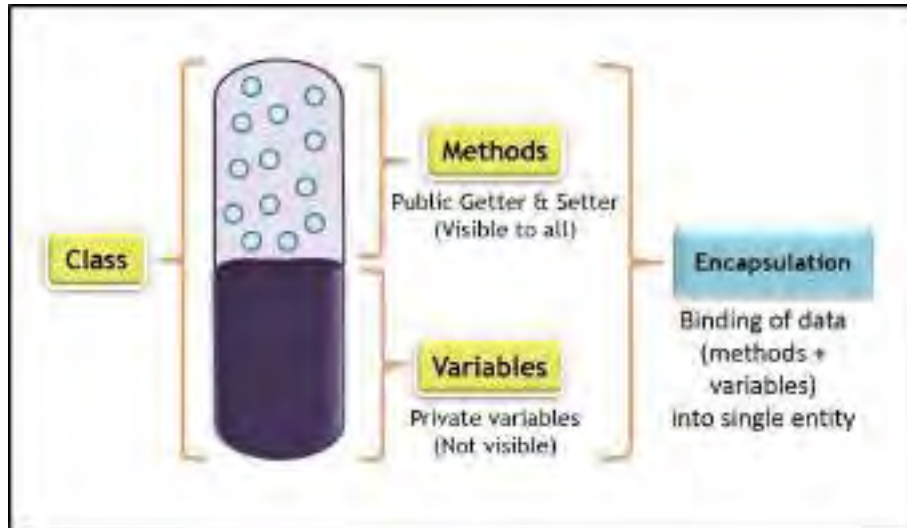 Class
Methods
Public Getter & Setter
(Visible to all)
Variables
Private variables
(Not visible)
Encapsulation
Binding of data
(methods +
variables)
into single entity